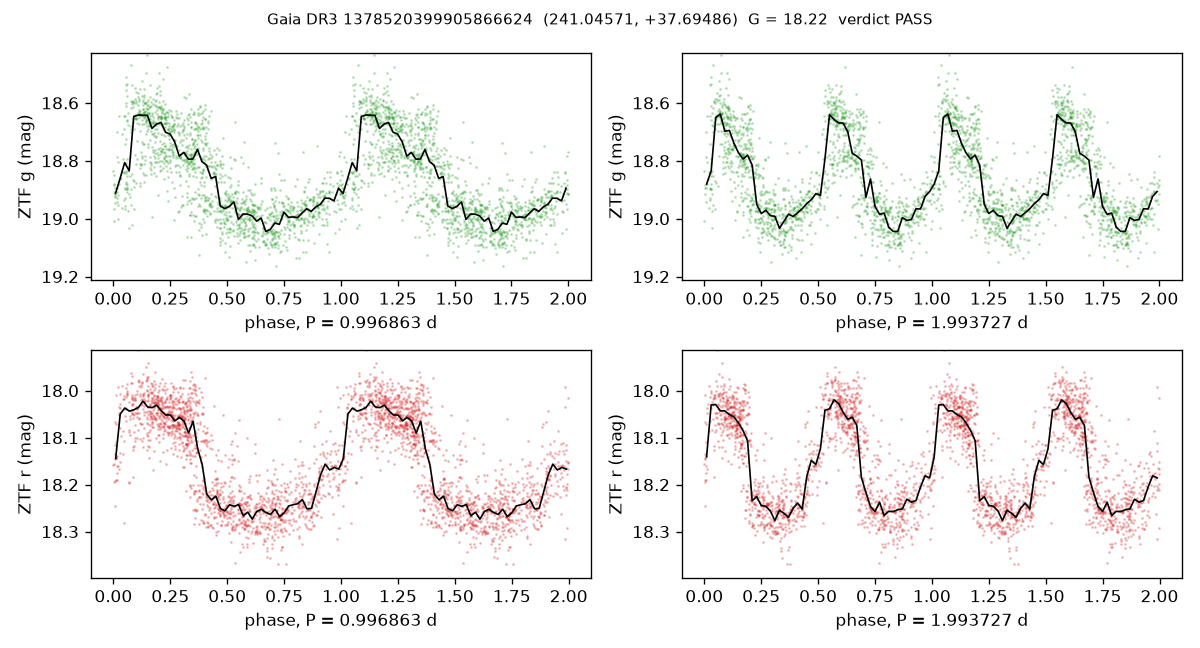 Gaia DR3 1378520399905866624 (241.04571, +37.69486) G = 18.22 verdict PASS
ZTF g (mag)
18.6
18.8
19.0
19.2
0.00 0.25 0.50 0.75 1.00 1.25 1.50 1.75 2.00
phase, P = 0.996863 d
ZTF g (mag)
18.6
18.8
19.0
19.2
0.00 0.25 0.50 0.75 1.00 1.25 1.50 1.75 2.00
phase, P = 1.993727 d
ZTF r (mag)
18.0
18.1
18.2
18.3
0.00 0.25 0.50 0.75 1.00 1.25 1.50 1.75 2.00
phase, P = 0.996863 d
ZTF r (mag)
18.0
18.1
18.2
18.3
0.00 0.25 0.50 0.75 1.00 1.25 1.50 1.75 2.00
phase, P = 1.993727 d